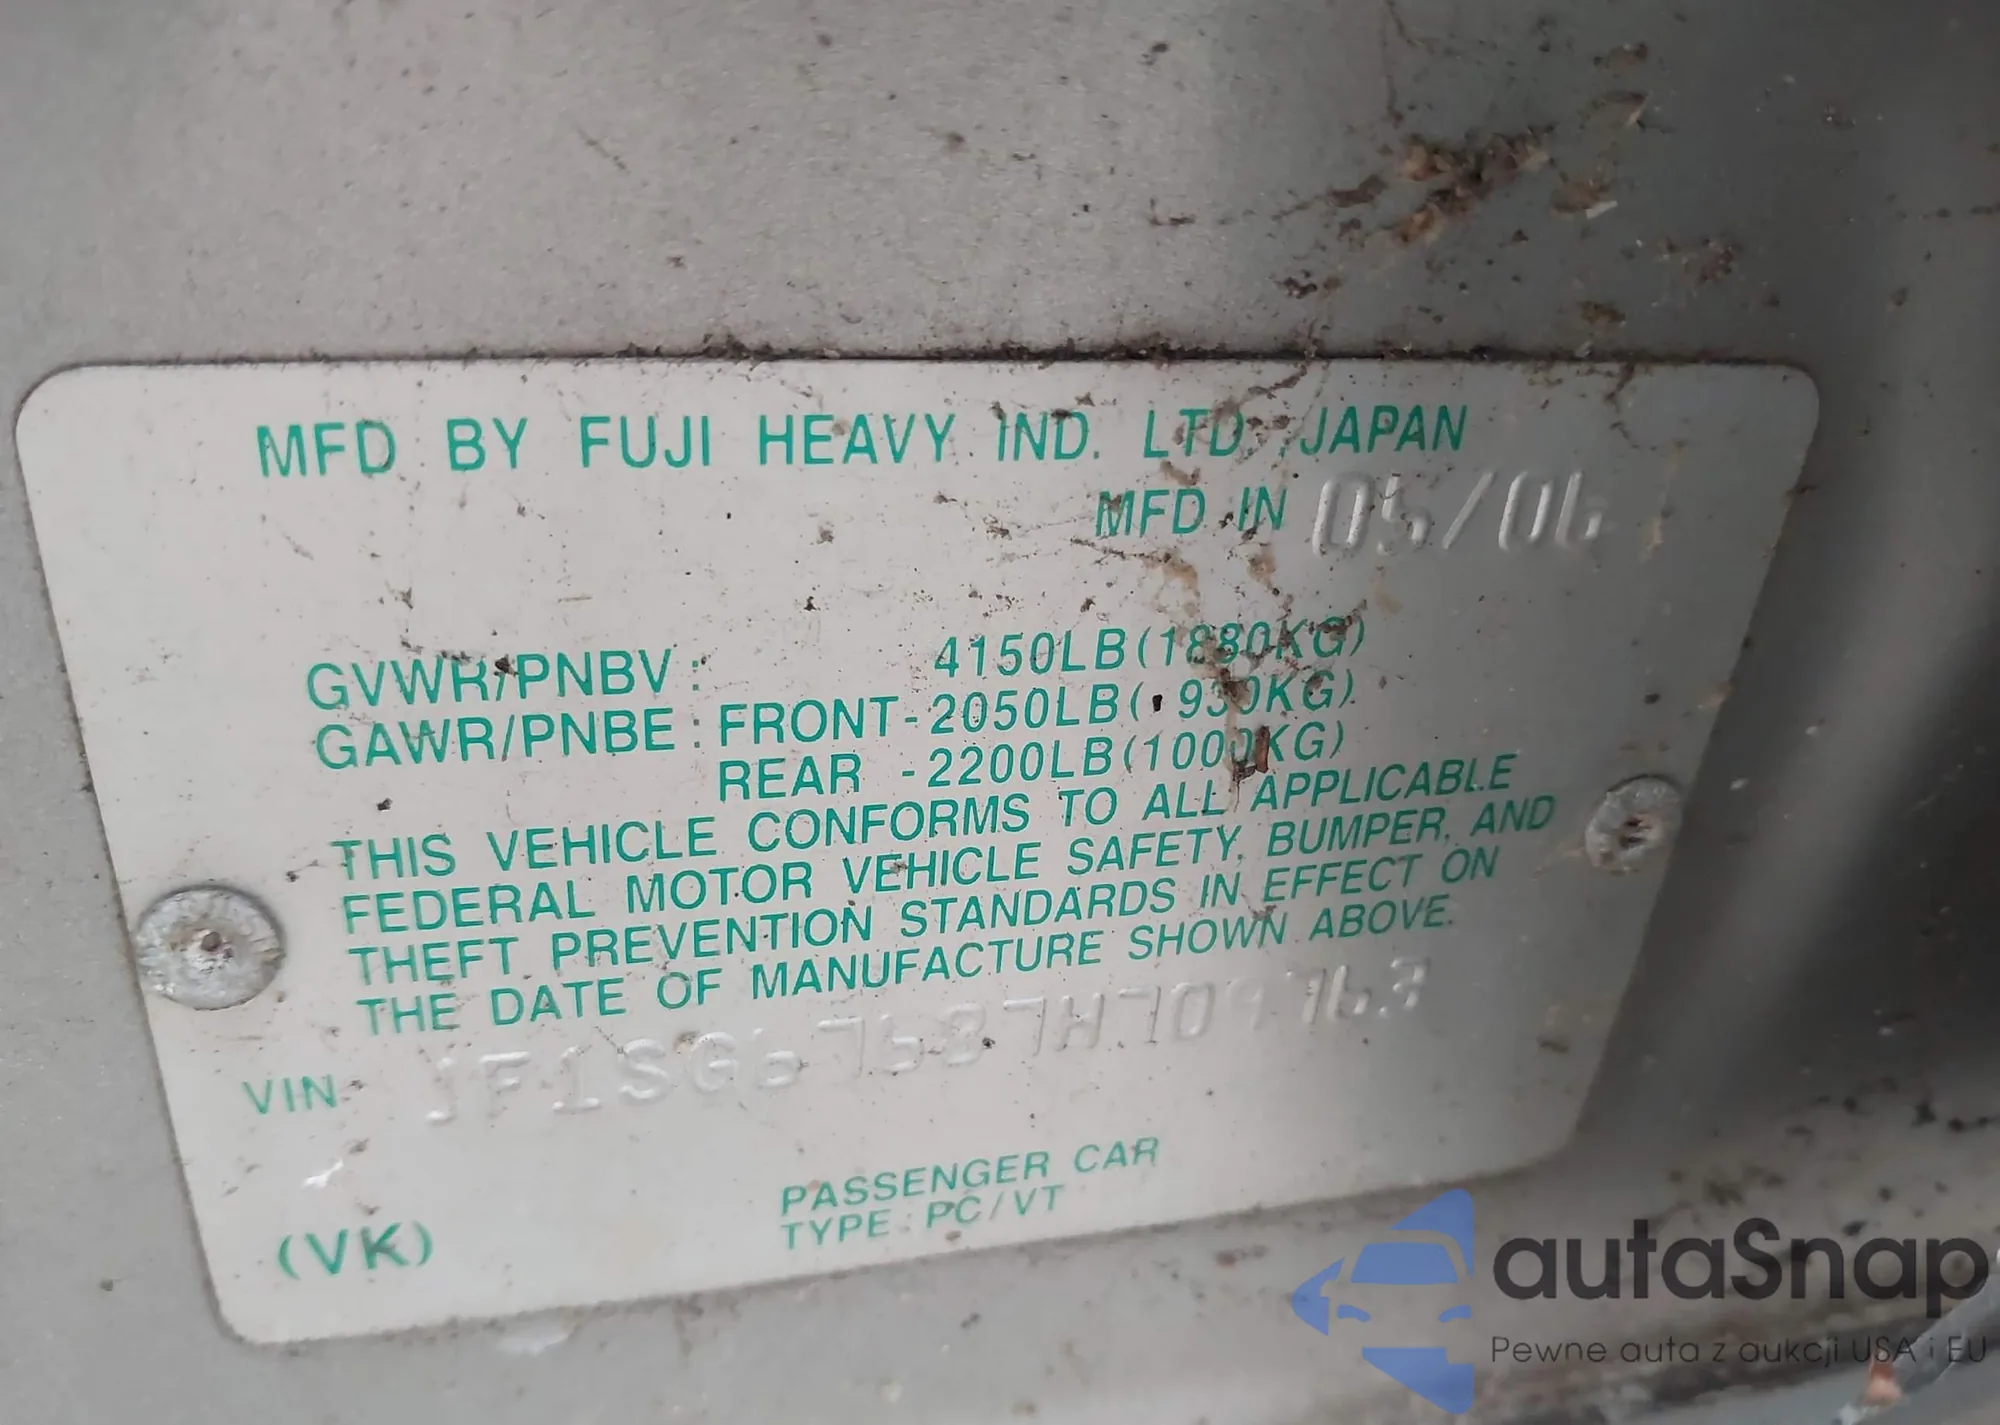 MFD BY FUJI HEAVY IND. LTD. JAPAN
MFD IN 05/06
GVWR/PNBV: 4150LB(1880KG)
GAWR/PNBE: FRONT-2050LB( 930KG)
REAR -2200LB(1000KG)
THIS VEHICLE CONFORMS TO ALL APPLICABLE
FEDERAL MOTOR VEHICLE SAFETY, BUMPER, AND
THEFT PREVENTION STANDARDS IN EFFECT ON
THE DATE OF MANUFACTURE SHOWN ABOVE.
VIN JF1SG67687H709763
PASSENGER CAR
TYPE: PC/VT
(VK)
autaSnap
Pewne auta z aukcji USA i EU